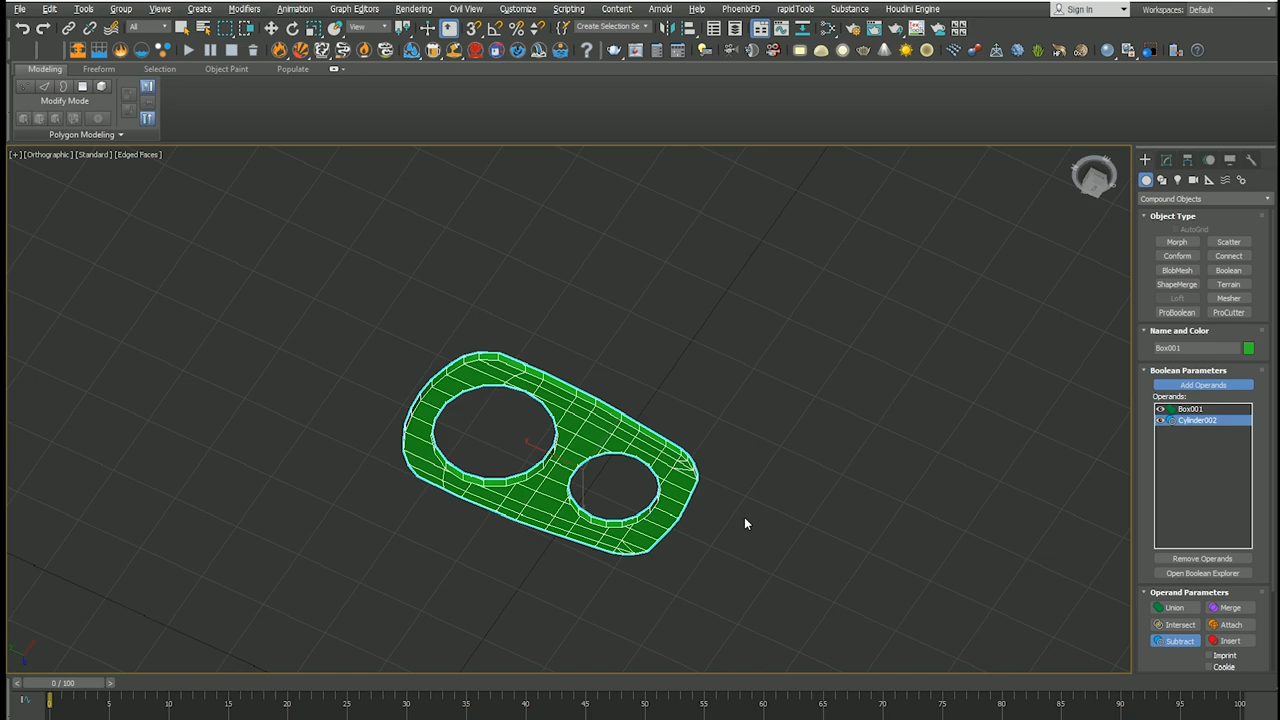 File Edit Tools Group Views Create Modifiers Animation Graph Editors Rendering Civil View Customize Scripting Content Arnold Help PhoenixFD rapidTools Substance Houdini Engine Sign In Workspaces: Default
All View Create Selection Se
Modeling Freeform Selection Object Paint Populate
Modify Mode
Polygon Modeling
[+] [Orthographic] [Standard] [Edged Faces]
Compound Objects
Object Type
AutoGrid
Morph Scatter
Conform Connect
BlobMesh Boolean
ShapeMerge Terrain
Loft Mesher
ProBoolean ProCutter
Name and Color
Box001
Boolean Parameters
Add Operands
Operands:
Box001
Cylinder002
Remove Operands
Open Boolean Explorer
Operand Parameters
Union Merge
Intersect Attach
Subtract Insert
Imprint
Cookie
< 0 / 100 >
0 5 10 15 20 25 30 35 40 45 50 55 60 65 70 75 80 85 90 95 100